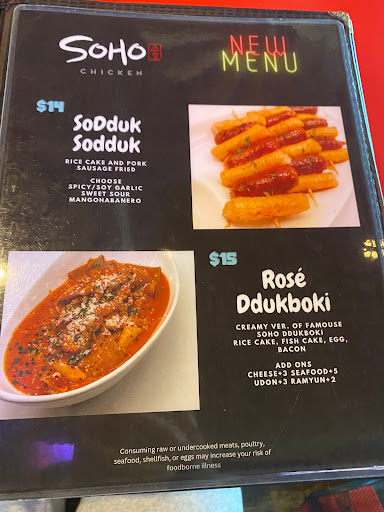 SOHO
CHICKEN
NEW
MENU
$14
SoDduk
Sodduk
RICE CAKE AND PORK
SAUSAGE FRIED
CHOOSE
SPICY/SOY GARLIC
SWEET SOUR
MANGOHABANERO
$15
Rosé
Ddukboki
CREAMY VER. OF FAMOUSE
SOHO DDUKBOKI
RICE CAKE, FISH CAKE, EGG,
BACON
ADD ONS
CHEESE+3 SEAFOOD+5
UDON+3 RAMYUN+2
Consuming raw or undercooked meats, poultry,
seafood, shellfish, or eggs may increase your risk of
foodborne illness